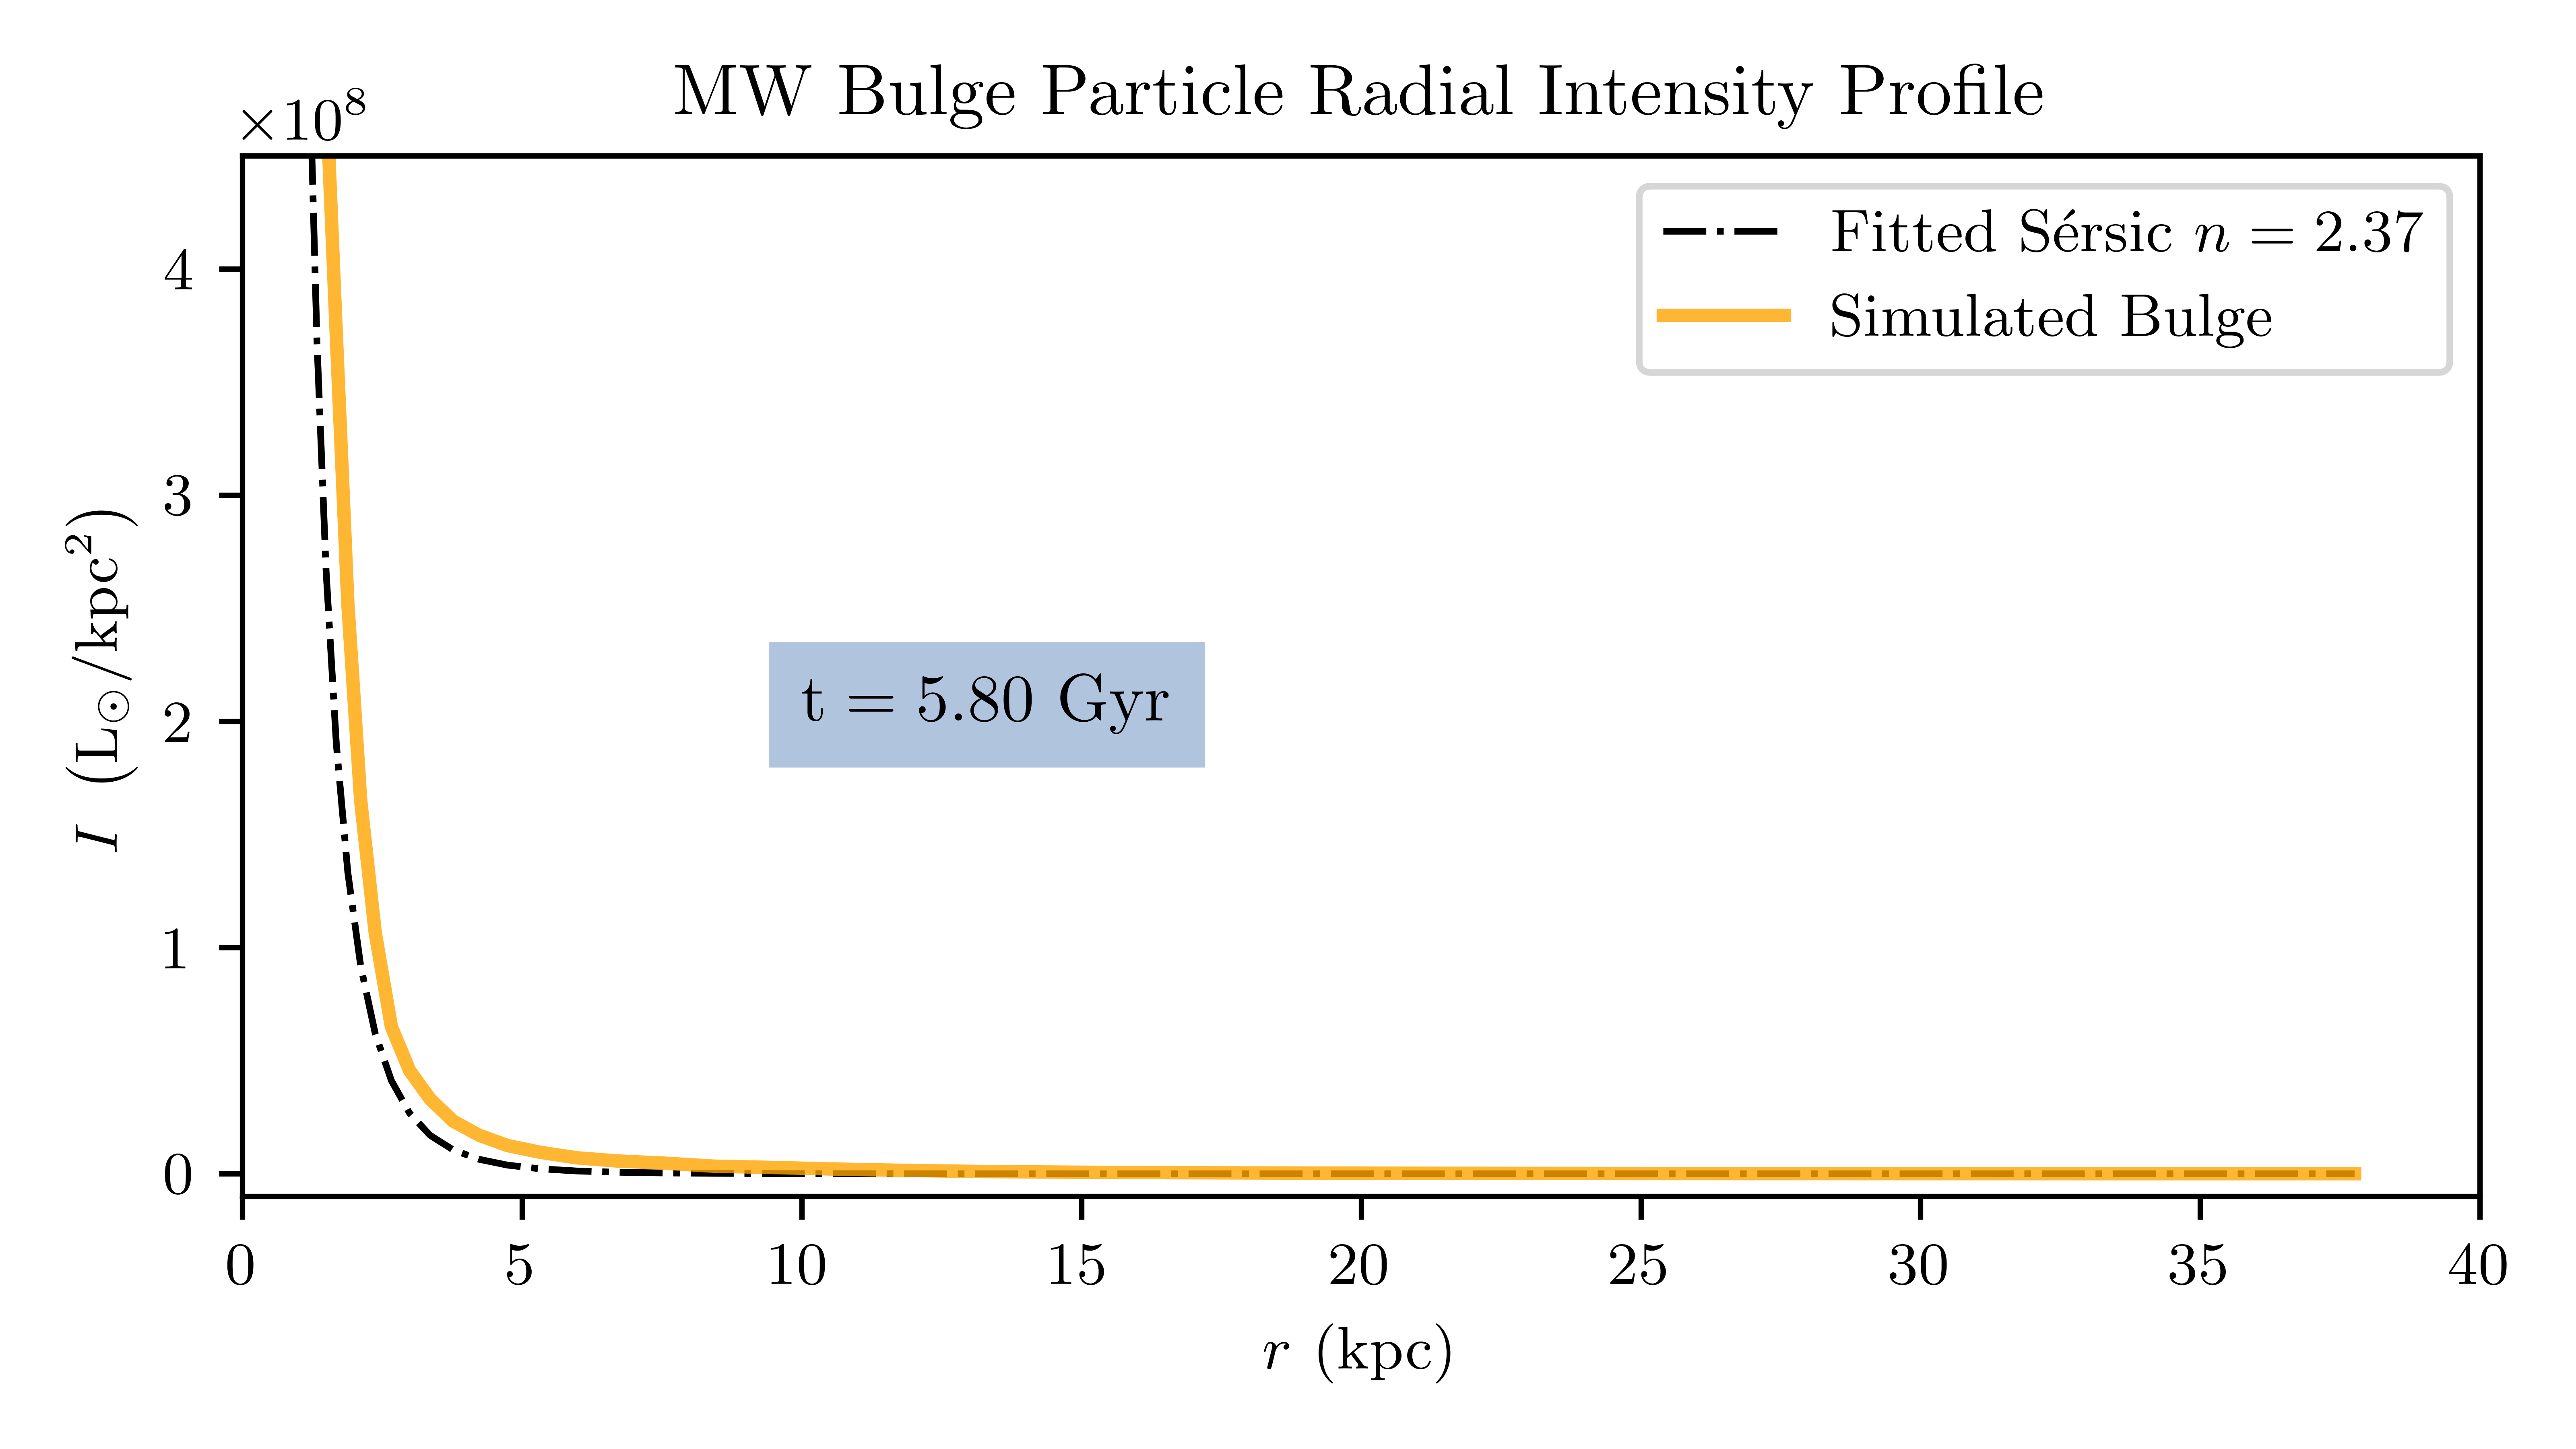 MW Bulge Particle Radial Intensity Profile
×10⁸
Fitted Sérsic n = 2.37
Simulated Bulge
4
3
2
1
0
I (L⊙/kpc²)
t = 5.80 Gyr
0 5 10 15 20 25 30 35 40
r (kpc)